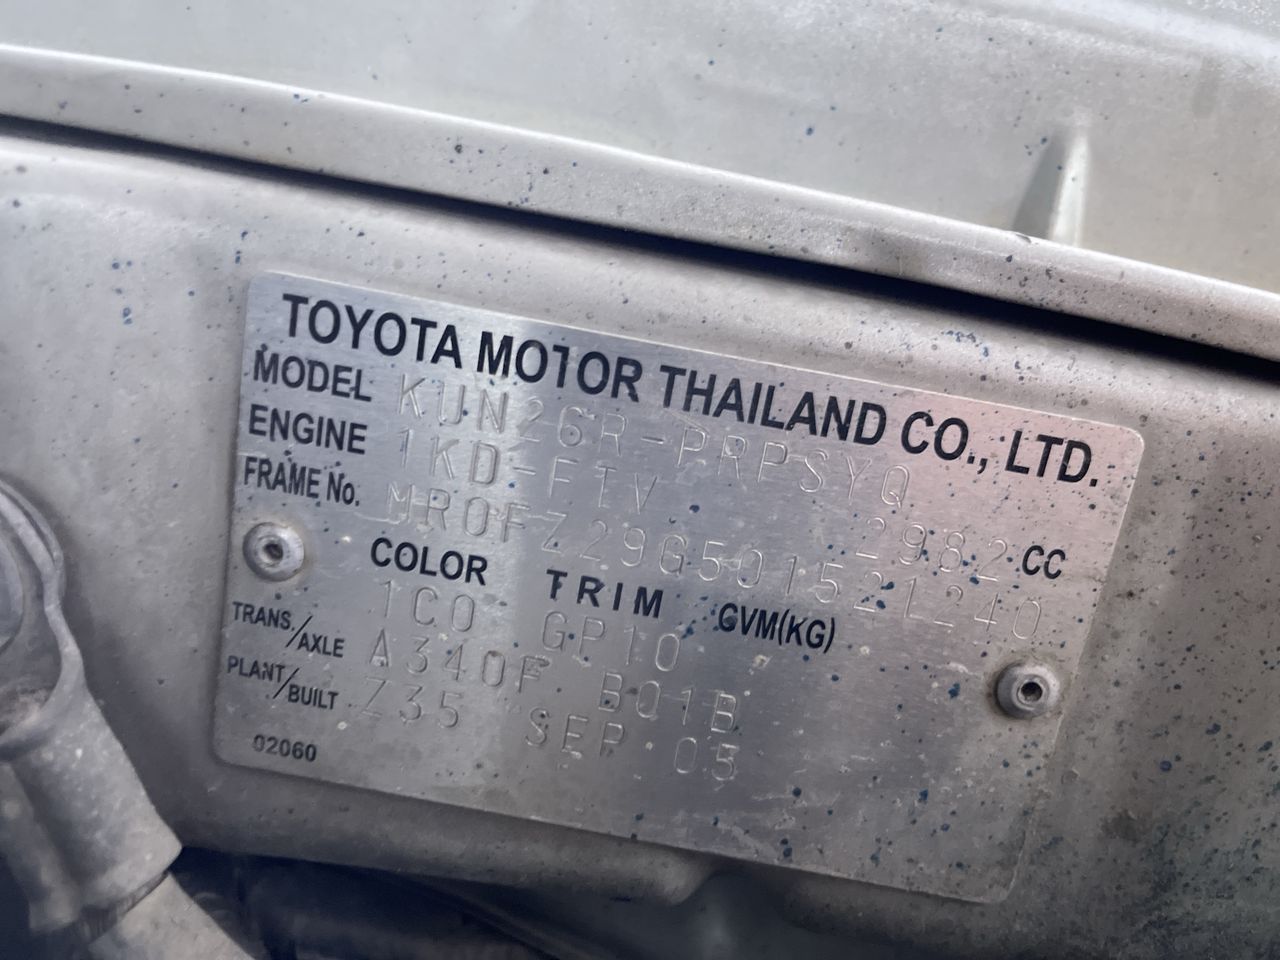 TOYOTA MOTOR THAILAND CO., LTD.
MODEL KUN26R-PRPSYQ
ENGINE 1KD-FTV 2982 CC
FRAME No. MR0FZ29G501521240
COLOR TRIM GVM(KG)
1C0 GP10
TRANS./AXLE A340F B01B
PLANT/BUILT Z35 SEP. 05
02060